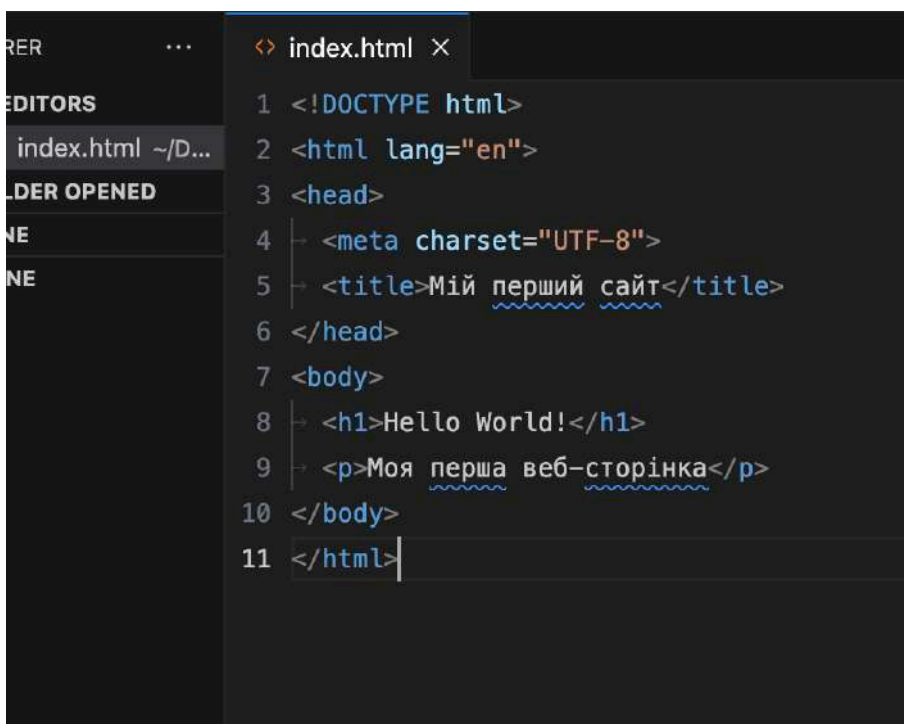 RER ...
index.html ×
EDITORS
index.html ~/D...
LDER OPENED
NE
NE
1 <!DOCTYPE html>
2 <html lang="en">
3 <head>
4 <meta charset="UTF-8">
5 <title>Мій перший сайт</title>
6 </head>
7 <body>
8 <h1>Hello World!</h1>
9 <p>Моя перша веб-сторінка</p>
10 </body>
11 </html>